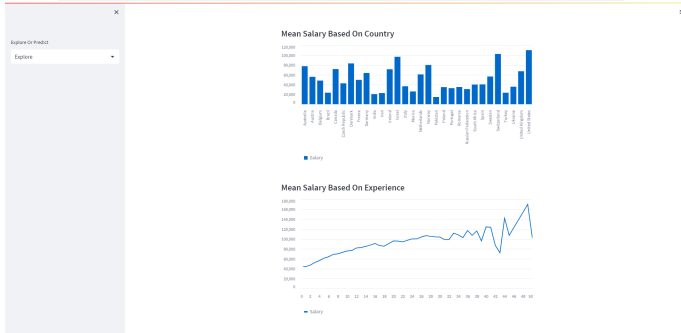 Explore Or Predict
Explore
Mean Salary Based On Country
120,000
100,000
80,000
60,000
40,000
20,000
0
Australia
Austria
Belgium
Brazil
Canada
Czech Republic
Denmark
France
Germany
India
Iran
Ireland
Israel
Italy
Mexico
Netherlands
Norway
Pakistan
Poland
Portugal
Romania
Russian Federation
South Africa
Spain
Sweden
Switzerland
Turkey
Ukraine
United Kingdom
United States
Salary
Mean Salary Based On Experience
180,000
160,000
140,000
120,000
100,000
80,000
60,000
40,000
20,000
0
0 2 4 6 8 10 12 14 16 18 20 22 24 26 28 30 32 34 36 38 40 42 44 46 48 50
Salary